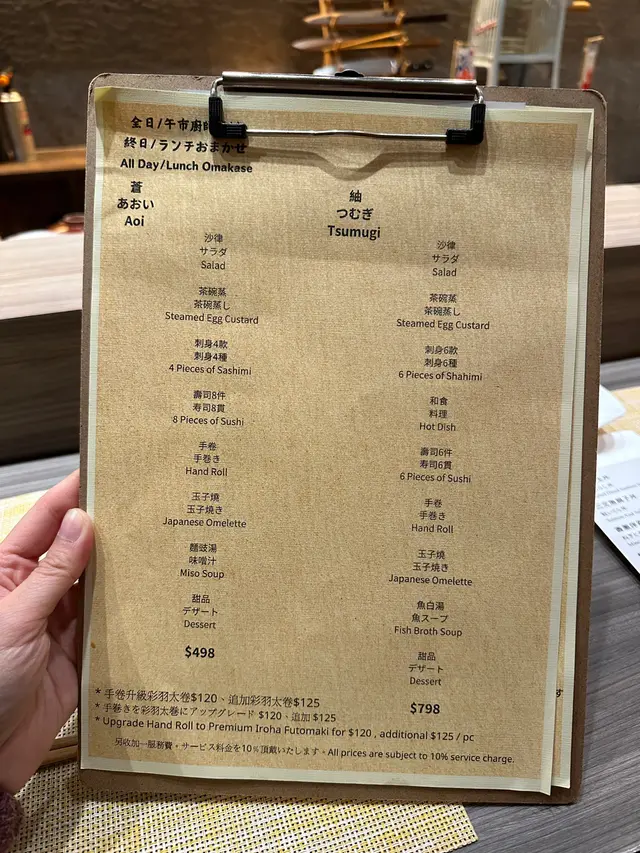 全日/午市廚
終日/ランチおまかせ
All Day/Lunch Omakase
蒼
あおい
Aoi
沙律
サラダ
Salad
茶碗蒸
茶碗蒸し
Steamed Egg Custard
刺身4款
刺身4種
4 Pieces of Sashimi
壽司8件
寿司8貫
8 Pieces of Sushi
手卷
手巻き
Hand Roll
玉子燒
玉子焼き
Japanese Omelette
麵豉湯
味噌汁
Miso Soup
甜品
デザート
Dessert
$498
紬
つむぎ
Tsumugi
沙律
サラダ
Salad
茶碗蒸
茶碗蒸し
Steamed Egg Custard
刺身6款
刺身6種
6 Pieces of Shahimi
和食
料理
Hot Dish
壽司6件
寿司6貫
6 Pieces of Sushi
手卷
手巻き
Hand Roll
玉子燒
玉子焼き
Japanese Omelette
魚白湯
魚スープ
Fish Broth Soup
甜品
デザート
Dessert
$798
* 手卷升級彩羽太卷$120、追加彩羽太卷$125
* 手巻きを彩羽太巻にアップグレード $120、追加 $125
* Upgrade Hand Roll to Premium Iroha Futomaki for $120 , additional $125 / pc
另收加一服務費・サービス料金を10%頂戴いたします・All prices are subject to 10% service charge.